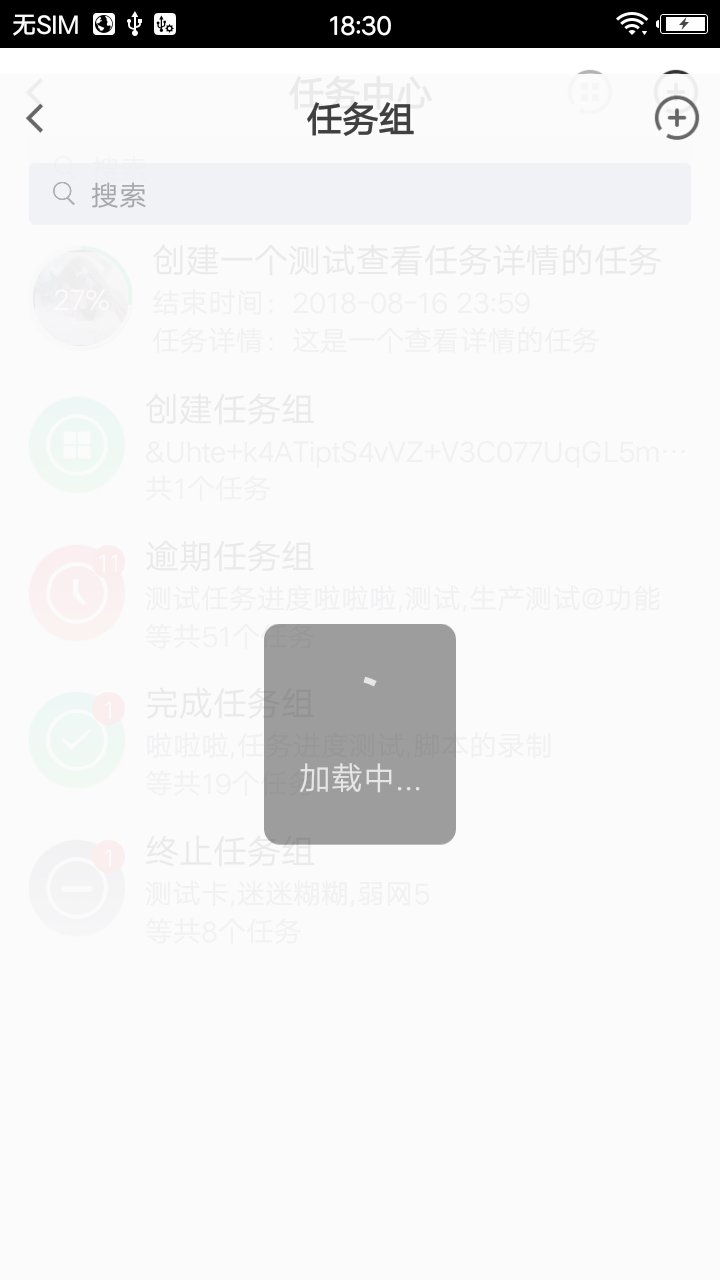 无SIM
18:30
任务中心
任务组
搜索
搜索
27%
创建一个测试查看任务详情的任务
结束时间: 2018-08-16 23:59
任务详情: 这是一个查看详情的任务
创建任务组
&Uhte+k4ATiptS4vVZ+V3C077UqGL5m…
共1个任务
11
逾期任务组
测试任务进度啦啦啦,测试,生产测试@功能
等共51个任务
1
完成任务组
啦啦啦,任务进度测试,脚本的录制
等共19个任务
加载中...
1
终止任务组
测试卡,迷迷糊糊,弱网5
等共8个任务